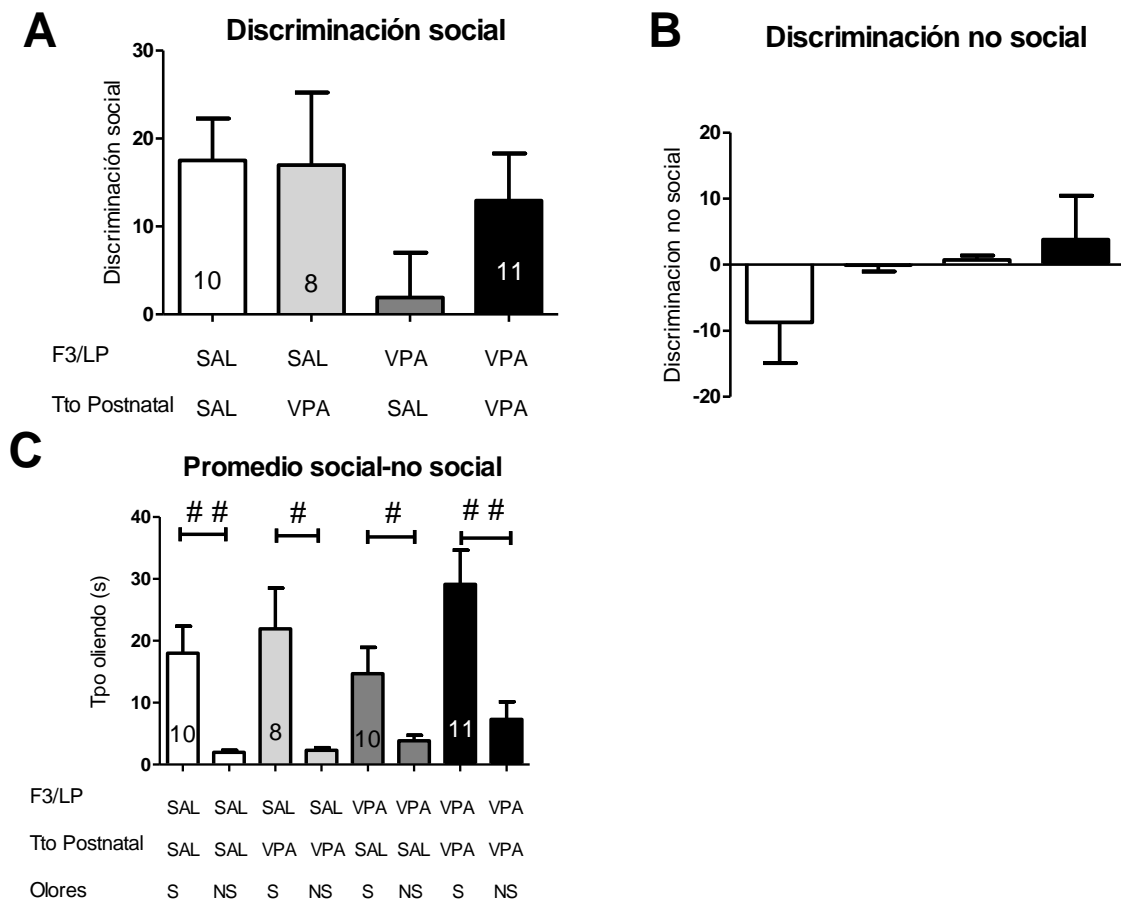 A
Discriminación social
Discriminación social
30
20
10
0
10
8
11
F3/LP SAL SAL VPA VPA
Tto Postnatal SAL VPA SAL VPA
B
Discriminación no social
Discriminacion no social
20
10
0
-10
-20
C
Promedio social-no social
Tpo oliendo (s)
40
30
20
10
0
# # # # # #
10
8
10
11
F3/LP SAL SAL SAL SAL VPA VPA VPA VPA
Tto Postnatal SAL SAL VPA VPA SAL SAL VPA VPA
Olores S NS S NS S NS S NS